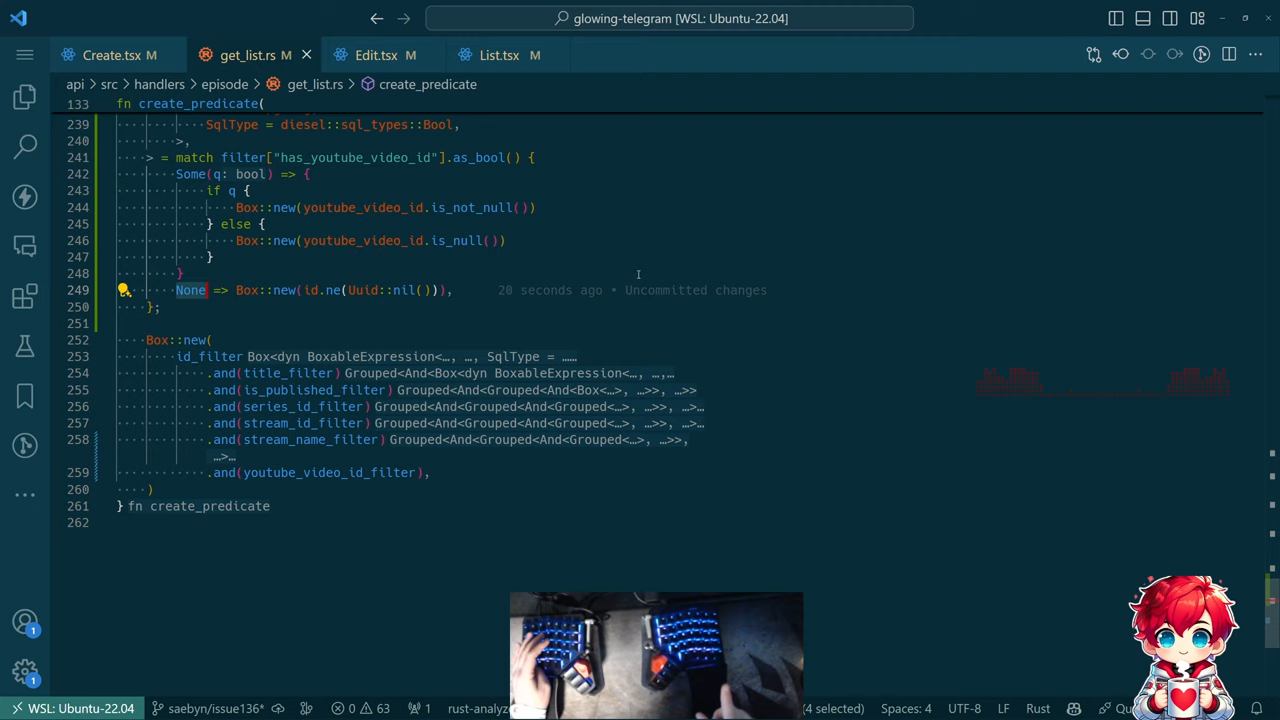 glowing-telegram [WSL: Ubuntu-22.04]
Create.tsx M
get_list.rs M
Edit.tsx M
List.tsx M
api > src > handlers > episode > get_list.rs > create_predicate
133 fn create_predicate(
239 SqlType = diesel::sql_types::Bool,
240 >,
241 > = match filter["has_youtube_video_id"].as_bool() {
242 Some(q: bool) => {
243 if q {
244 Box::new(youtube_video_id.is_not_null())
245 } else {
246 Box::new(youtube_video_id.is_null())
247 }
248 }
249 None => Box::new(id.ne(Uuid::nil())), 20 seconds ago • Uncommitted changes
250 };
251
252 Box::new(
253 id_filter Box<dyn BoxableExpression<…, …, SqlType = ……
254 .and(title_filter) Grouped<And<Box<dyn BoxableExpression<…, …,…
255 .and(is_published_filter) Grouped<And<Grouped<And<Box<…>, …>>, …>>
256 .and(series_id_filter) Grouped<And<Grouped<And<Grouped<…>, …>>, …>…
257 .and(stream_id_filter) Grouped<And<Grouped<And<Grouped<…>, …>>, …>…
258 .and(stream_name_filter) Grouped<And<Grouped<And<Grouped<…>, …>>,
…>…
259 .and(youtube_video_id_filter),
260 )
261 } fn create_predicate
262
1
1
WSL: Ubuntu-22.04
saebyn/issue136*
0
63
1
rust-analyz
(4 selected)
Spaces: 4
UTF-8
LF
Rust
Qu